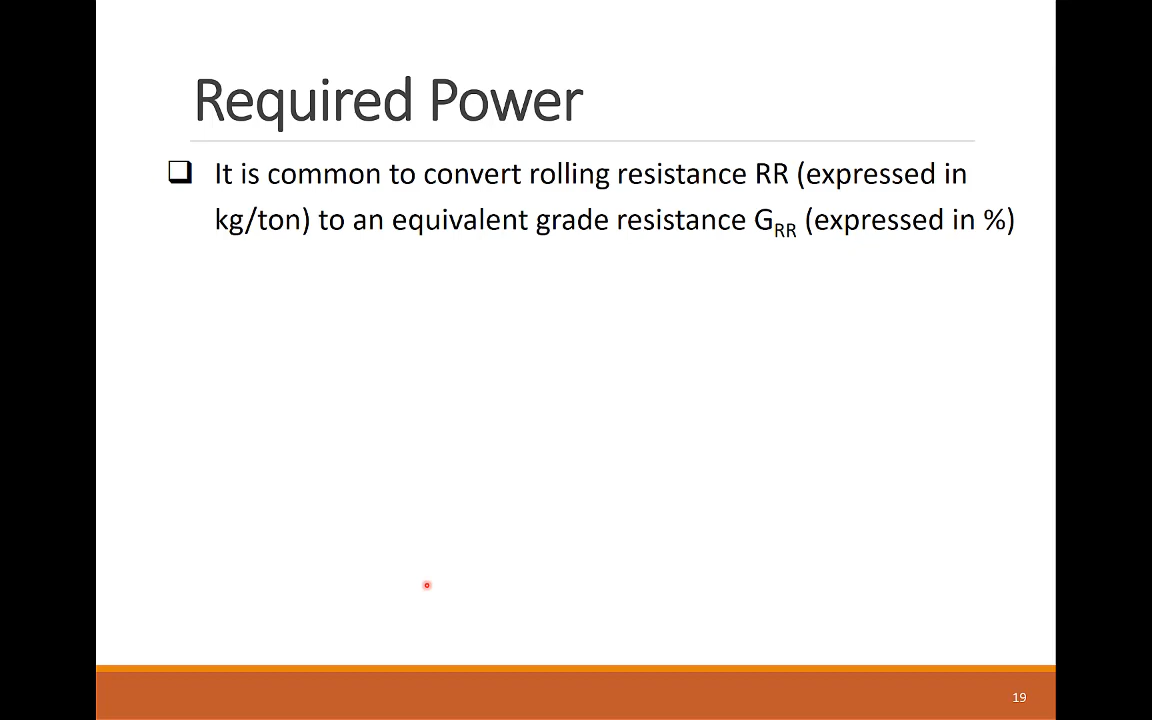 Required Power
It is common to convert rolling resistance RR (expressed in
kg/ton) to an equivalent grade resistance GRR (expressed in %)
19